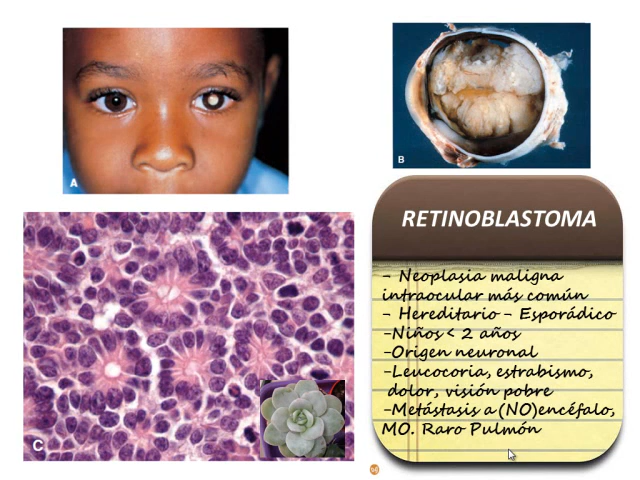 A
B
RETINOBLASTOMA
- Neoplasia maligna
intraocular más común
- Hereditario - Esporádico
-Niños < 2 años
-Origen neuronal
-Leucocoria, estrabismo,
dolor, visión pobre
-Metástasis a (NO)encéfalo,
MO. Raro Pulmón
C